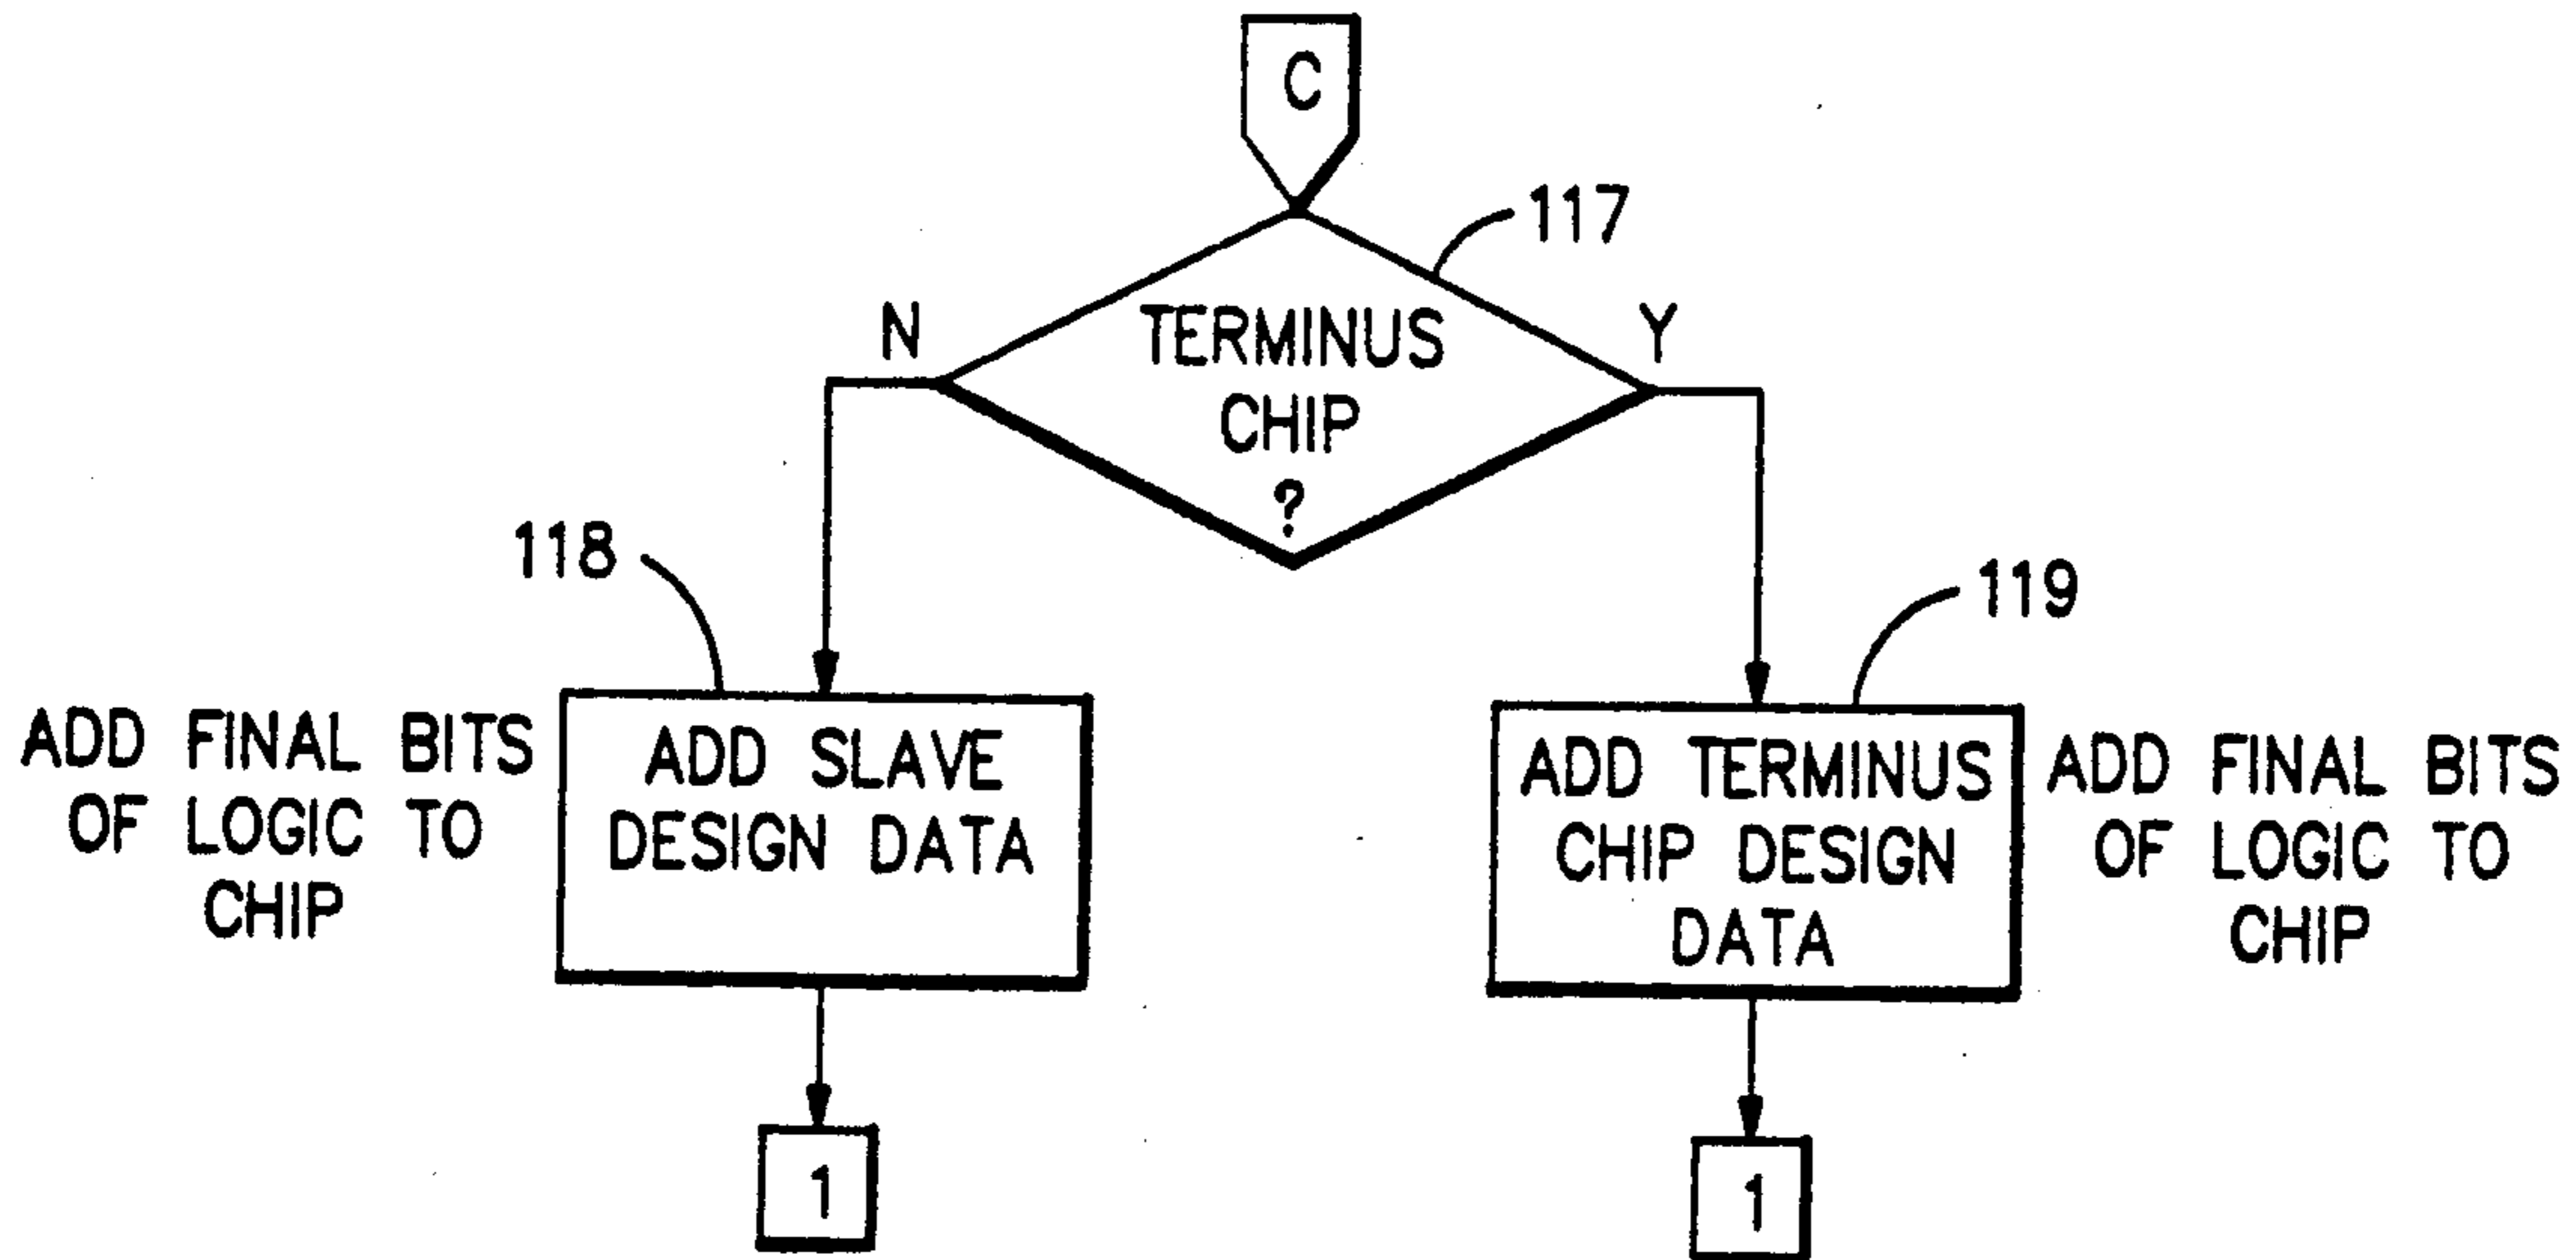 C
117
N
Y
TERMINUS
CHIP
?
118
119
ADD FINAL BITS
OF LOGIC TO
CHIP
ADD SLAVE
DESIGN DATA
ADD TERMINUS
CHIP DESIGN
DATA
ADD FINAL BITS
OF LOGIC TO
CHIP
1
1